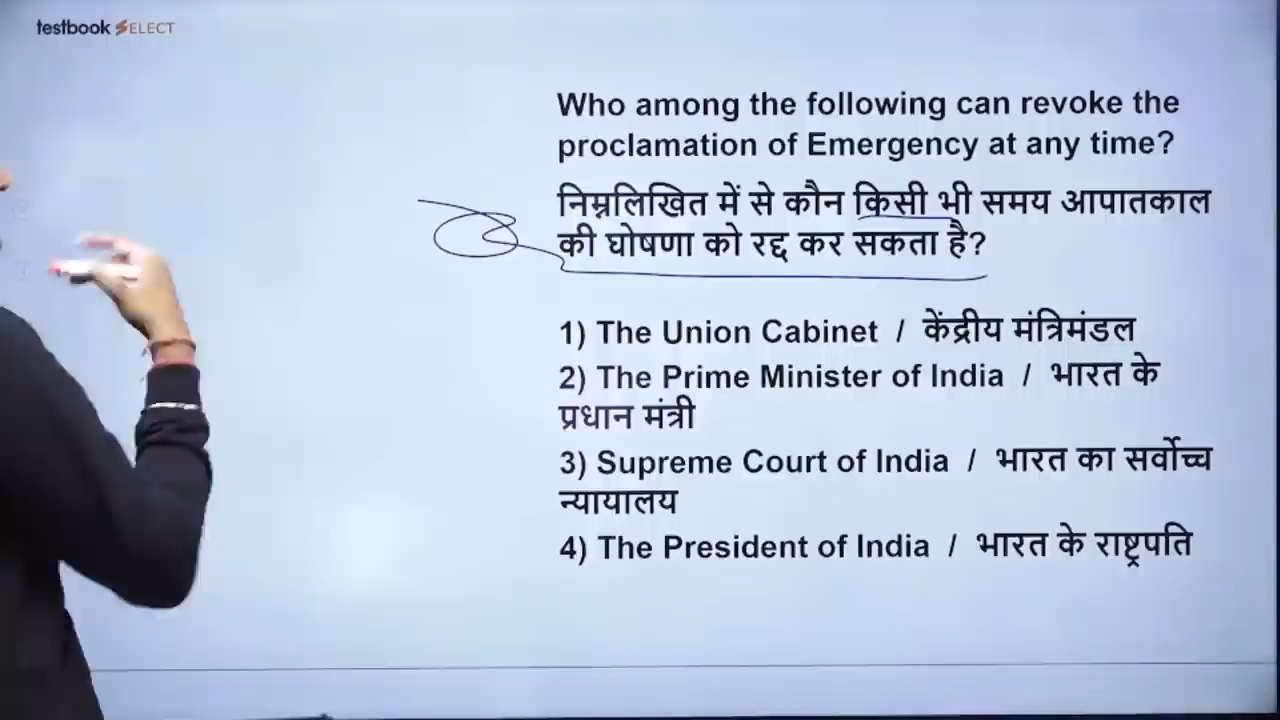 testbook SELECT
Who among the following can revoke the
proclamation of Emergency at any time?
निम्नलिखित में से कौन किसी भी समय आपातकाल
की घोषणा को रद्द कर सकता है?
1) The Union Cabinet / केंद्रीय मंत्रिमंडल
2) The Prime Minister of India / भारत के
प्रधान मंत्री
3) Supreme Court of India / भारत का सर्वोच्च
न्यायालय
4) The President of India / भारत के राष्ट्रपति